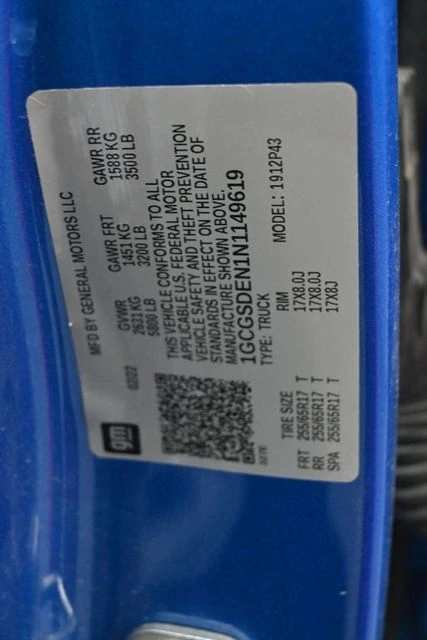 gm
MFD BY GENERAL MOTORS LLC
02/22
GVWR GAWR FRT GAWR RR
2631 KG 1451 KG 1588 KG
5800 LB 3200 LB 3500 LB
THIS VEHICLE CONFORMS TO ALL
APPLICABLE U.S. FEDERAL MOTOR
VEHICLE SAFETY AND THEFT PREVENTION
STANDARDS IN EFFECT ON THE DATE OF
MANUFACTURE SHOWN ABOVE.
1GCGSDEN1N1149619
TYPE: TRUCK MODEL: 1912P43
TIRE SIZE RIM
FRT 255/65R17 T 17X8.0J
RR 255/65R17 T 17X8.0J
SPA 255/65R17 T 17X8J